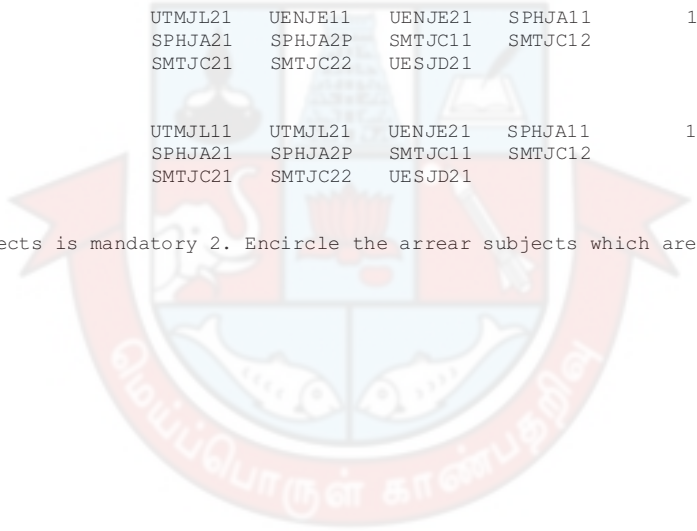 UTMJL21 UENJE11 UENJE21 SPHJA11 1
SPHJA21 SPHJA2P SMTJC11 SMTJC12
SMTJC21 SMTJC22 UESJD21
UTMJL11 UTMJL21 UENJE21 SPHJA11 1
SPHJA21 SPHJA2P SMTJC11 SMTJC12
SMTJC21 SMTJC22 UESJD21
ects is mandatory 2. Encircle the arrear subjects which are
மெய்ப்பொருள் காண்பதறிவு